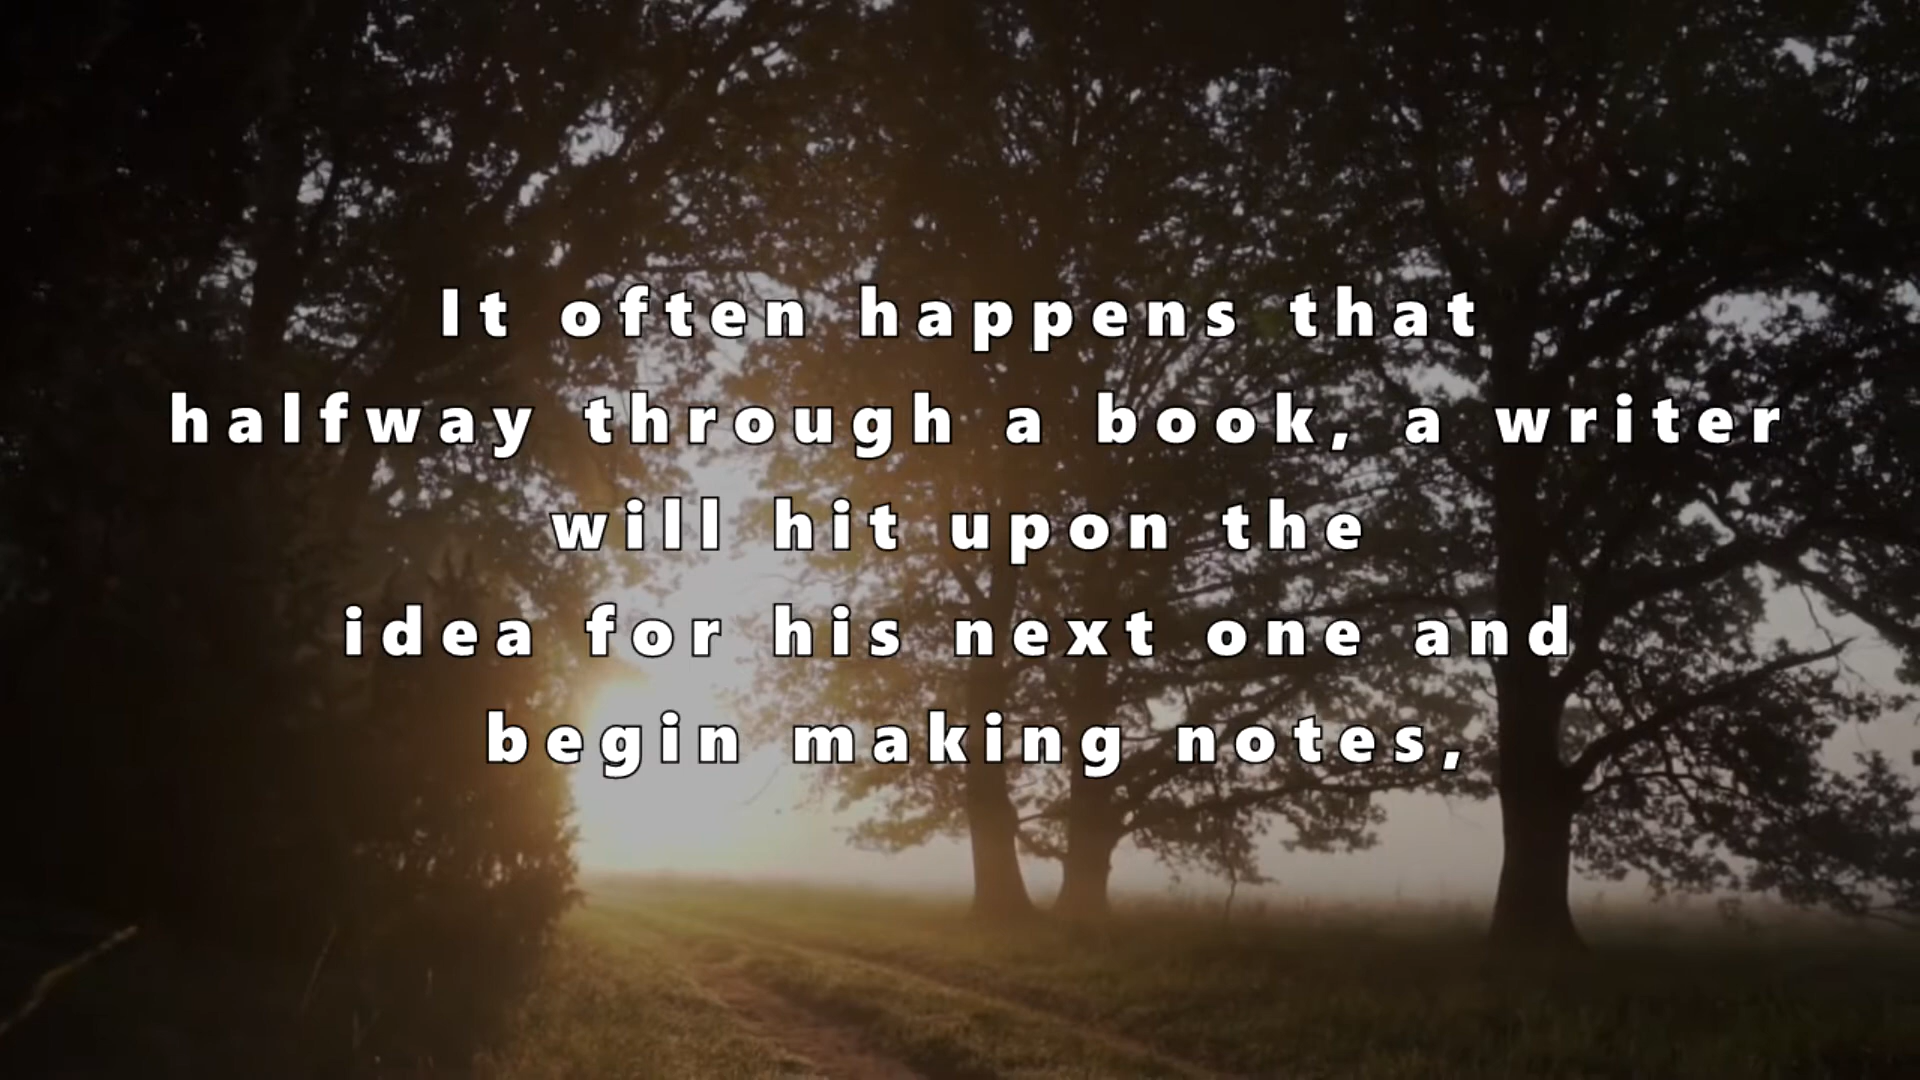 It often happens that
halfway through a book, a writer
will hit upon the
idea for his next one and
begin making notes,